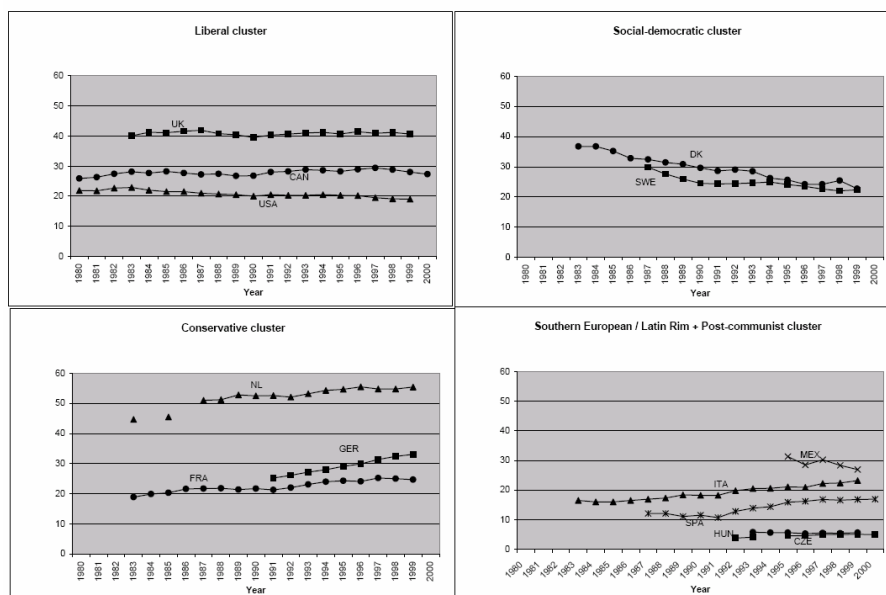 Liberal cluster
60
50
40
30
20
10
0
UK
CAN
USA
1980 1981 1982 1983 1984 1985 1986 1987 1988 1989 1990 1991 1992 1993 1994 1995 1996 1997 1998 1999 2000
Year
Social-democratic cluster
60
50
40
30
20
10
0
DK
SWE
1980 1981 1982 1983 1984 1985 1986 1987 1988 1989 1990 1991 1992 1993 1994 1995 1996 1997 1998 1999 2000
Year
Conservative cluster
60
50
40
30
20
10
0
NL
GER
FRA
1980 1981 1982 1983 1984 1985 1986 1987 1988 1989 1990 1991 1992 1993 1994 1995 1996 1997 1998 1999 2000
Year
Southern European / Latin Rim + Post-communist cluster
60
50
40
30
20
10
0
MEX
ITA
SPA
HUN
CZE
1980 1981 1982 1983 1984 1985 1986 1987 1988 1989 1990 1991 1992 1993 1994 1995 1996 1997 1998 1999 2000
Year